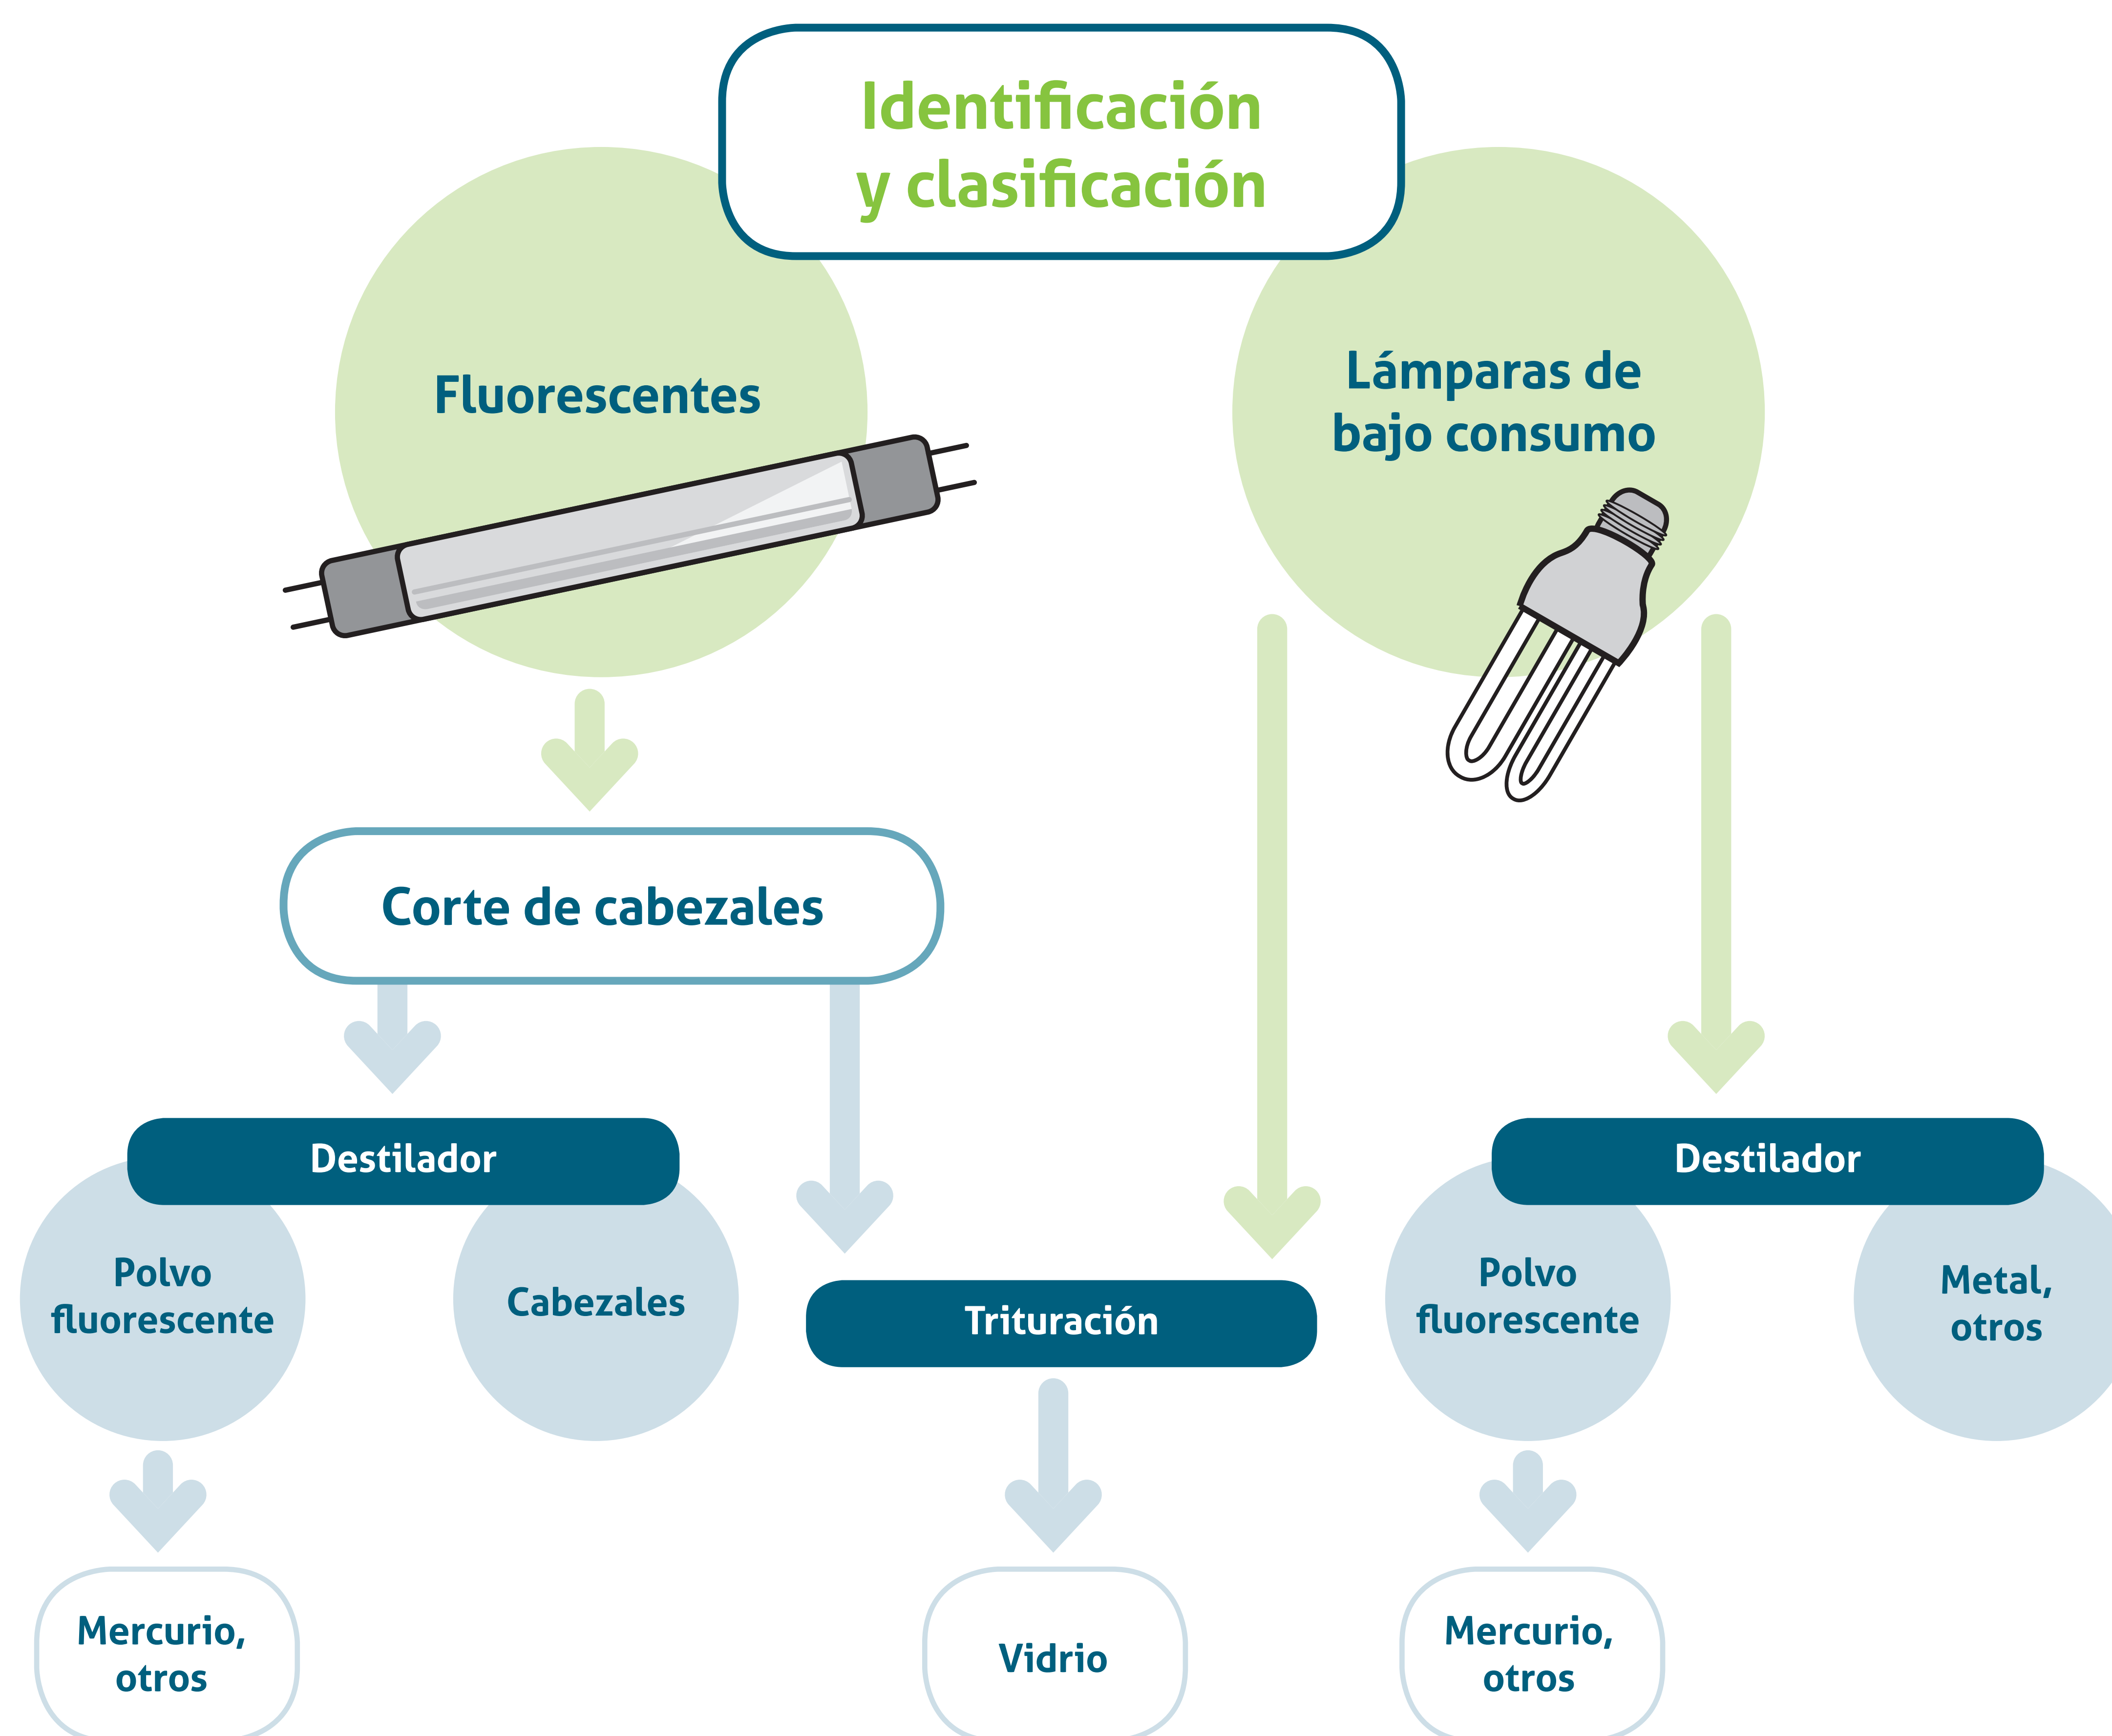 Identificación
y clasificación
Fluorescentes
Lámparas de
bajo consumo
Corte de cabezales
Destilador
Polvo
fluorescente
Cabezales
Trituración
Destilador
Polvo
fluorescente
Metal,
otros
Mercurio,
otros
Vidrio
Mercurio,
otros